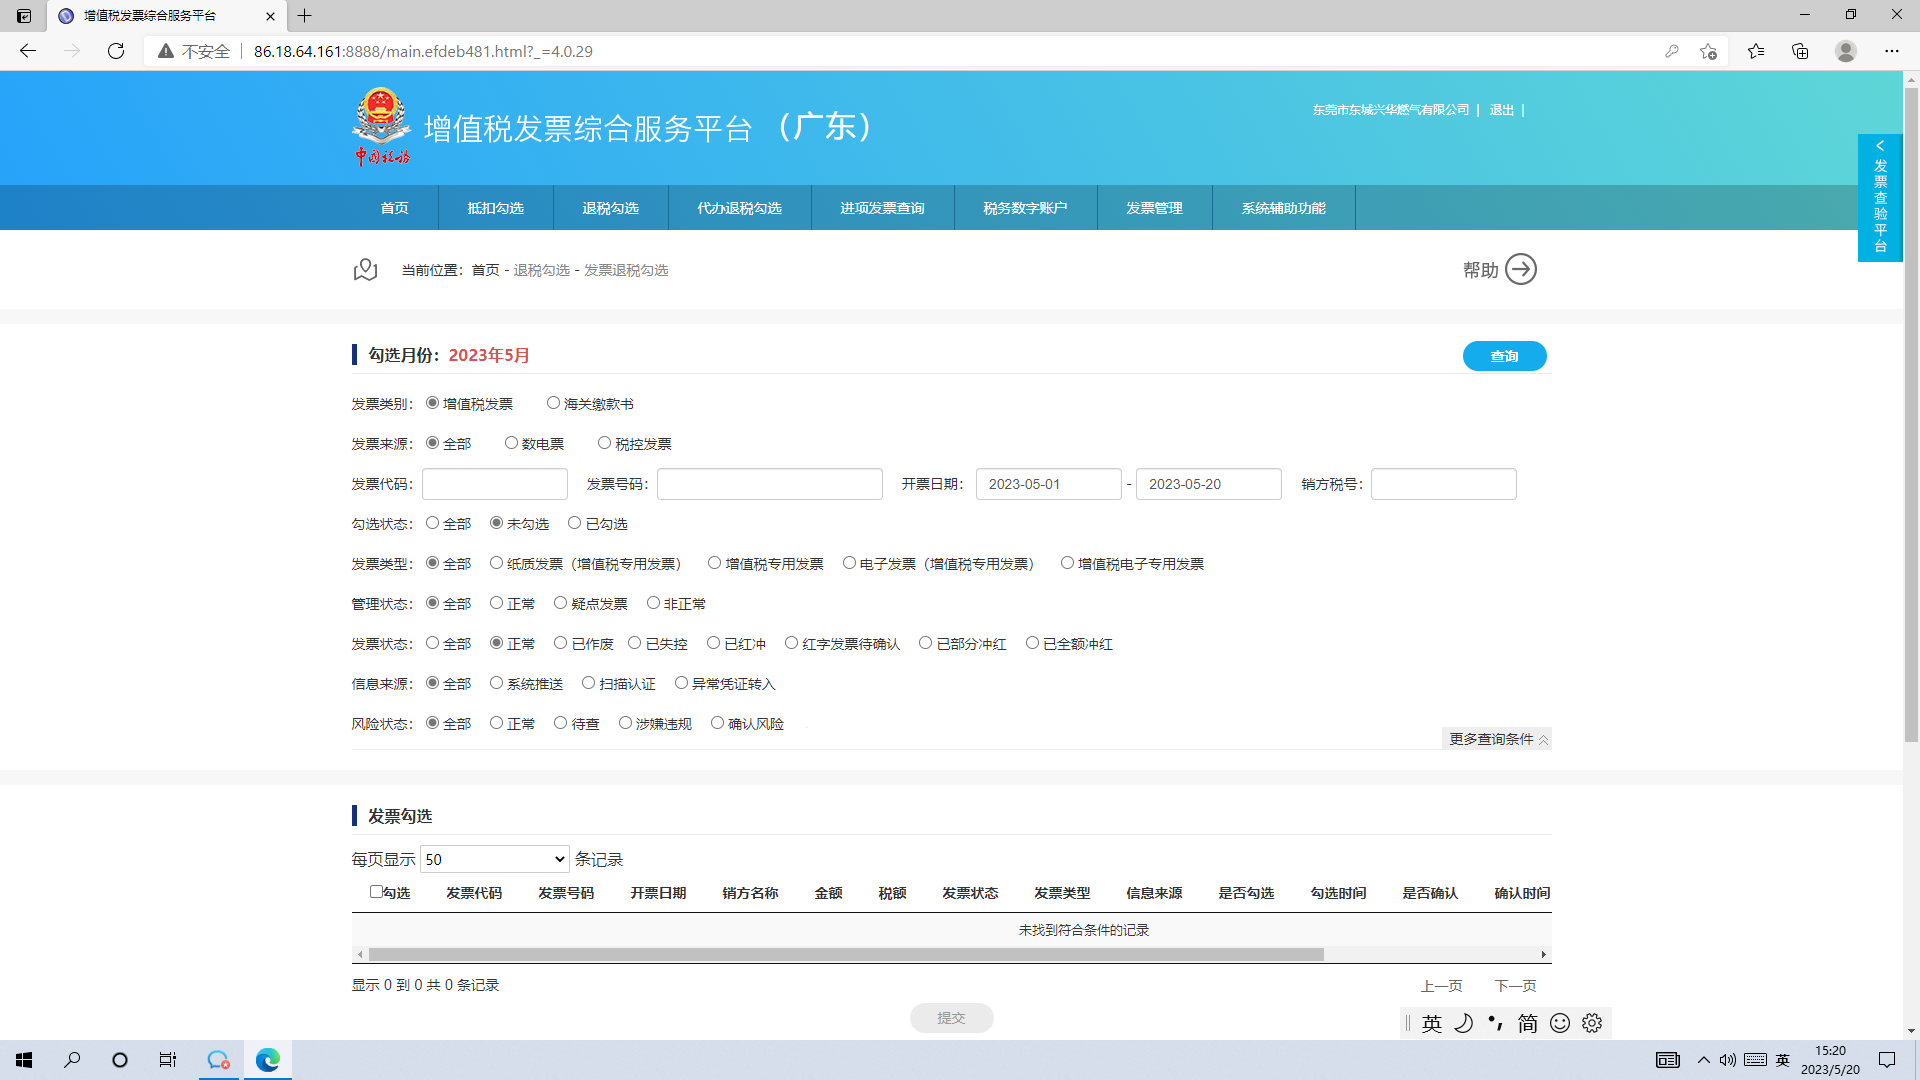 增值税发票综合服务平台
不安全 86.18.64.161:8888/main.efdeb481.html?_=4.0.29
中国税务
增值税发票综合服务平台 （广东）
东莞市东城兴华燃气有限公司 | 退出 |
< 发票查验平台
首页 抵扣勾选 退税勾选 代办退税勾选 进项发票查询 税务数字账户 发票管理 系统辅助功能
当前位置：首页 - 退税勾选 - 发票退税勾选
帮助
勾选月份：2023年5月
查询
发票类别： 增值税发票 海关缴款书
发票来源： 全部 数电票 税控发票
发票代码： 发票号码： 开票日期： 2023-05-01 - 2023-05-20 销方税号：
勾选状态： 全部 未勾选 已勾选
发票类型： 全部 纸质发票（增值税专用发票） 增值税专用发票 电子发票（增值税专用发票） 增值税电子专用发票
管理状态： 全部 正常 疑点发票 非正常
发票状态： 全部 正常 已作废 已失控 已红冲 红字发票待确认 已部分冲红 已全额冲红
信息来源： 全部 系统推送 扫描认证 异常凭证转入
风险状态： 全部 正常 待查 涉嫌违规 确认风险
更多查询条件
发票勾选
每页显示 50 条记录
勾选 发票代码 发票号码 开票日期 销方名称 金额 税额 发票状态 发票类型 信息来源 是否勾选 勾选时间 是否确认 确认时间
未找到符合条件的记录
显示 0 到 0 共 0 条记录
上一页 下一页
提交
英 简
英
15:20
2023/5/20